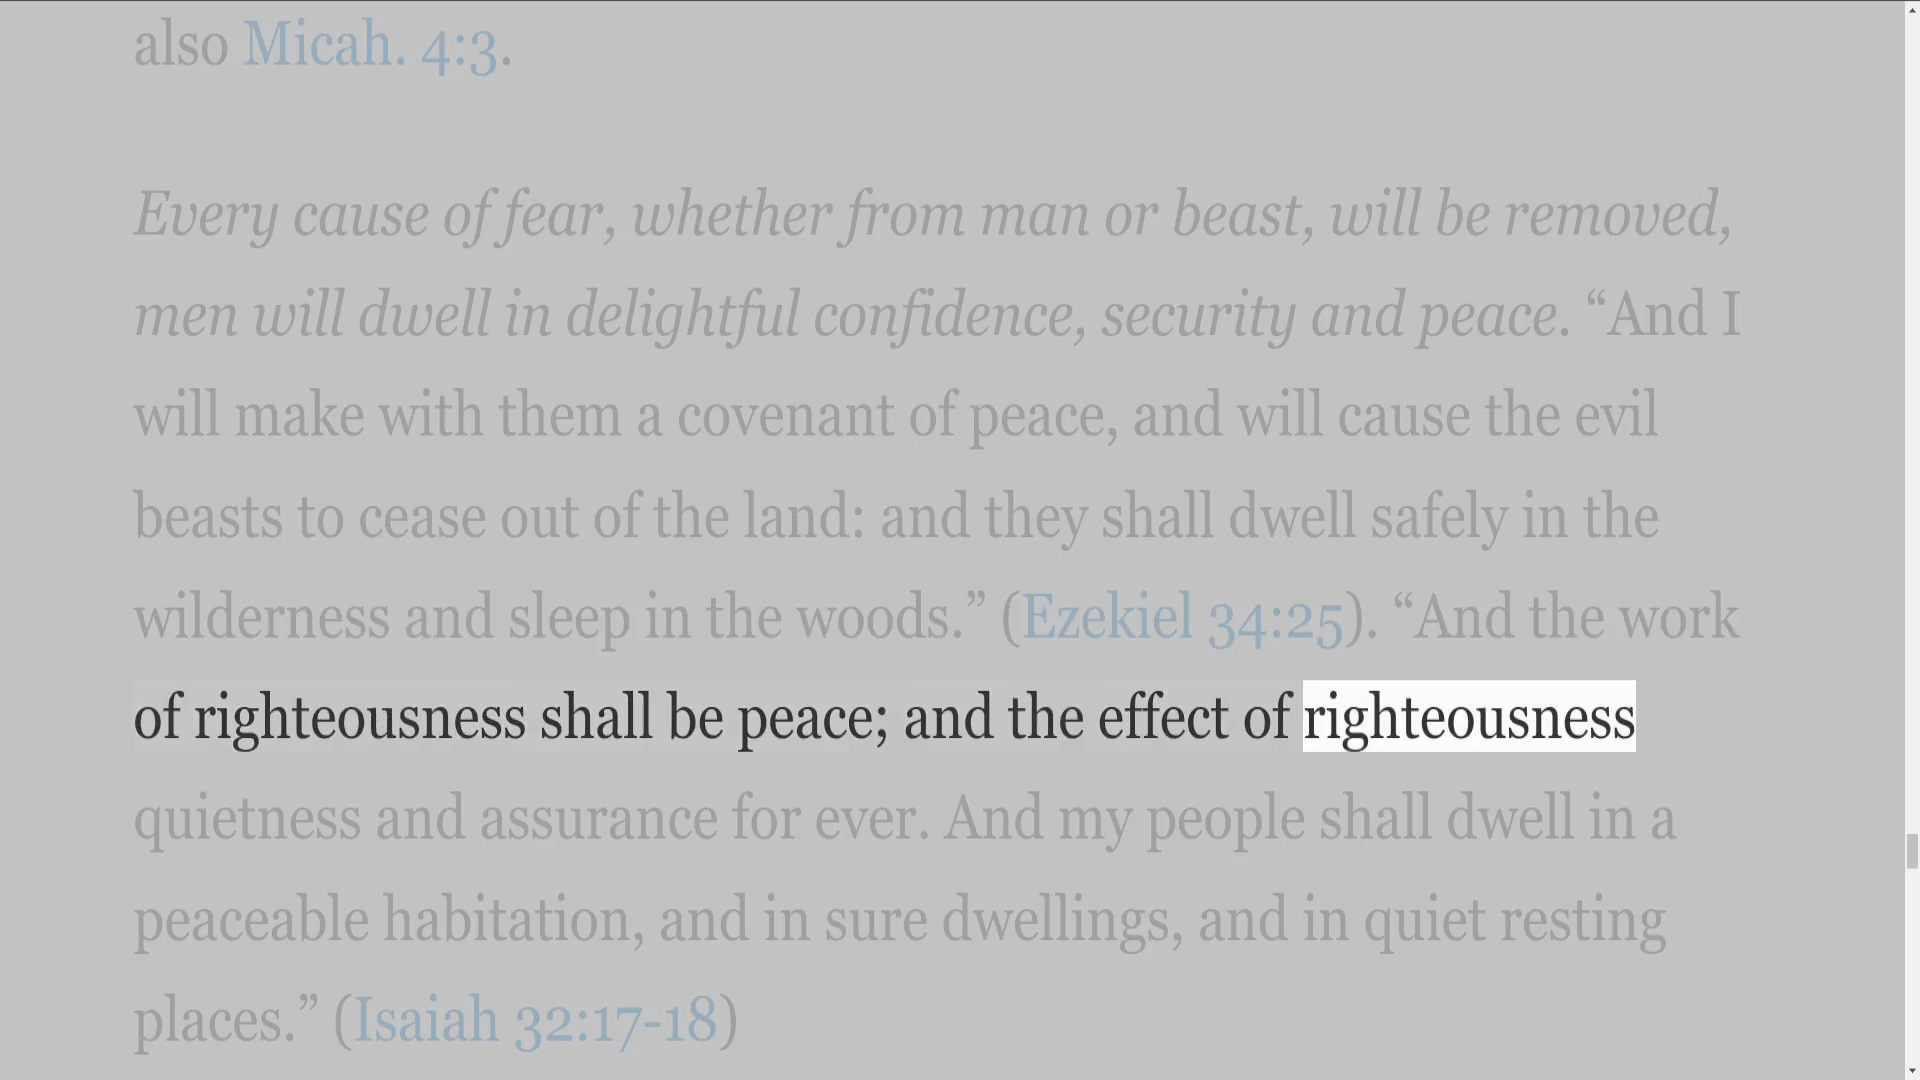 also Micah. 4:3.
Every cause of fear, whether from man or beast, will be removed,
men will dwell in delightful confidence, security and peace. “And I
will make with them a covenant of peace, and will cause the evil
beasts to cease out of the land: and they shall dwell safely in the
wilderness and sleep in the woods.” (Ezekiel 34:25). “And the work
of righteousness shall be peace; and the effect of righteousness
quietness and assurance for ever. And my people shall dwell in a
peaceable habitation, and in sure dwellings, and in quiet resting
places.” (Isaiah 32:17-18)